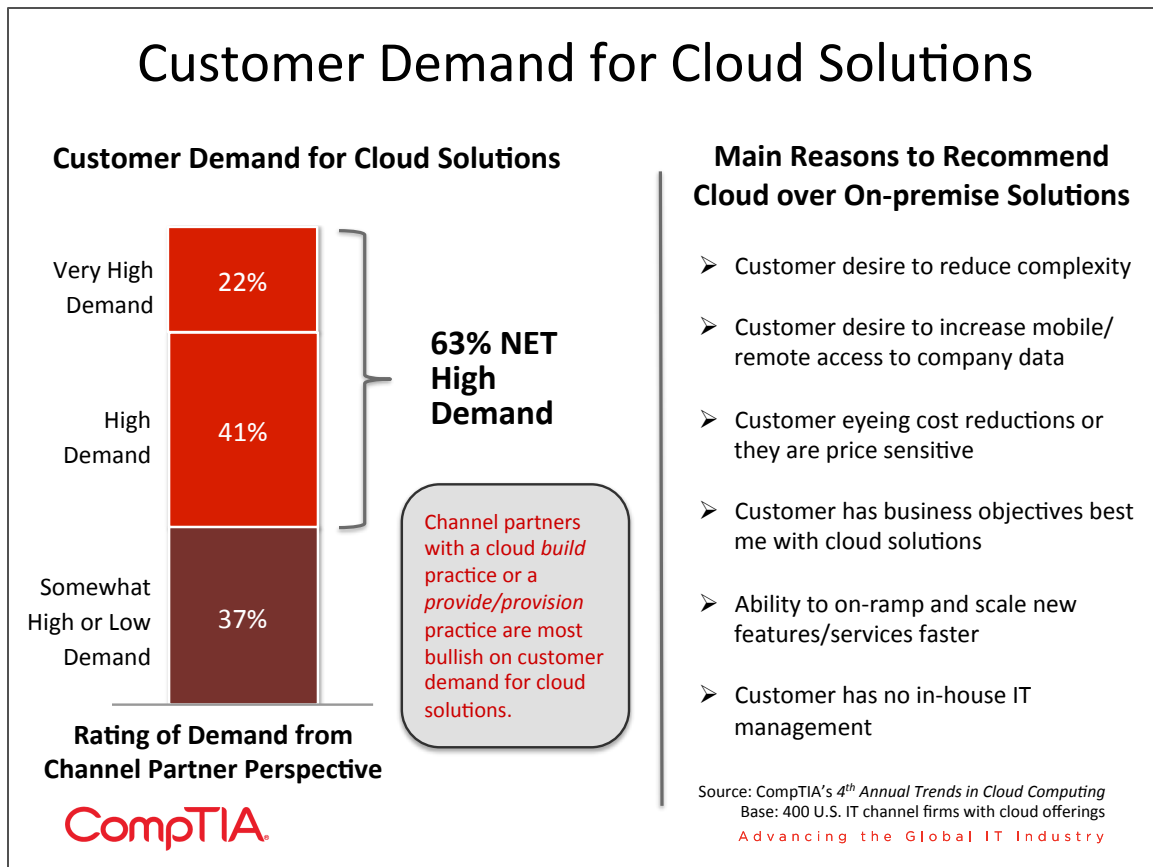 Customer Demand for Cloud Solutions
Customer Demand for Cloud Solutions
Very High
Demand
22%
High
Demand
41%
Somewhat
High or Low
Demand
37%
63% NET
High
Demand
Channel partners
with a cloud build
practice or a
provide/provision
practice are most
bullish on customer
demand for cloud
solutions.
Rating of Demand from
Channel Partner Perspective
CompTIA.
Main Reasons to Recommend
Cloud over On-premise Solutions
➢ Customer desire to reduce complexity
➢ Customer desire to increase mobile/
remote access to company data
➢ Customer eyeing cost reductions or
they are price sensitive
➢ Customer has business objectives best
me with cloud solutions
➢ Ability to on-ramp and scale new
features/services faster
➢ Customer has no in-house IT
management
Source: CompTIA's 4th Annual Trends in Cloud Computing
Base: 400 U.S. IT channel firms with cloud offerings
Advancing the Global IT Industry